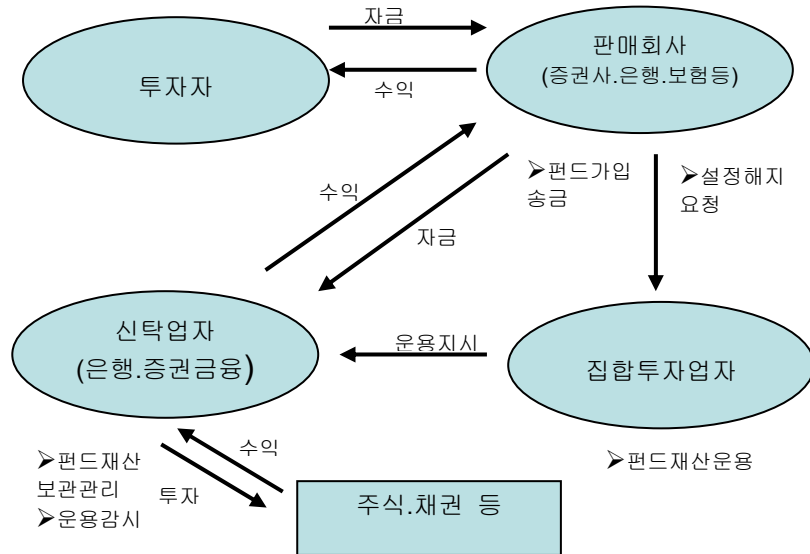 자금
투자자
수익
판매회사
(증권사.은행.보험등)
수익
자금
➢펀드가입
송금
➢설정해지
요청
신탁업자
(은행.증권금융)
운용지시
집합투자업자
➢펀드재산
보관관리
➢운용감시
수익
투자
➢펀드재산운용
주식.채권 등